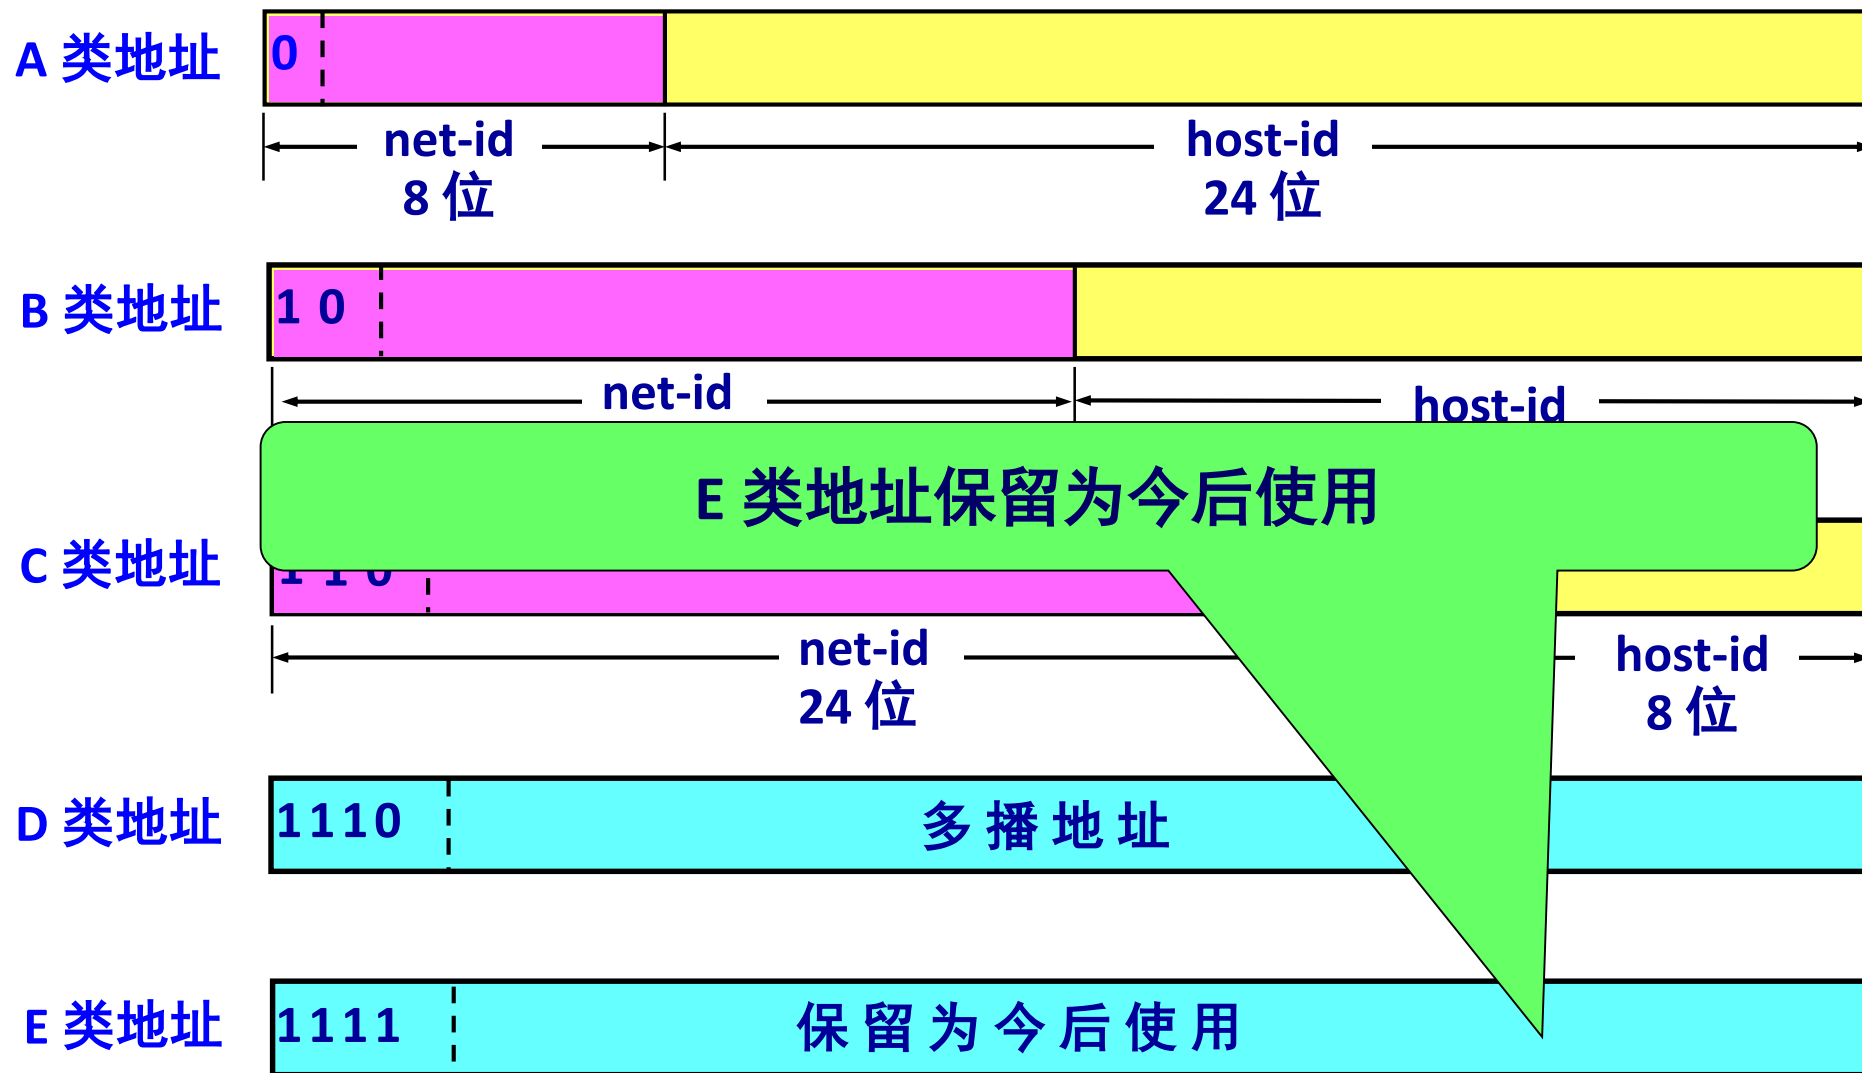 A 类地址
0
net-id
host-id
8 位
24 位
B 类地址
1 0
net-id
host-id
E 类地址保留为今后使用
C 类地址
1 1 0
net-id
host-id
24 位
8 位
D 类地址
1110
多播地址
E 类地址
1111
保留为今后使用